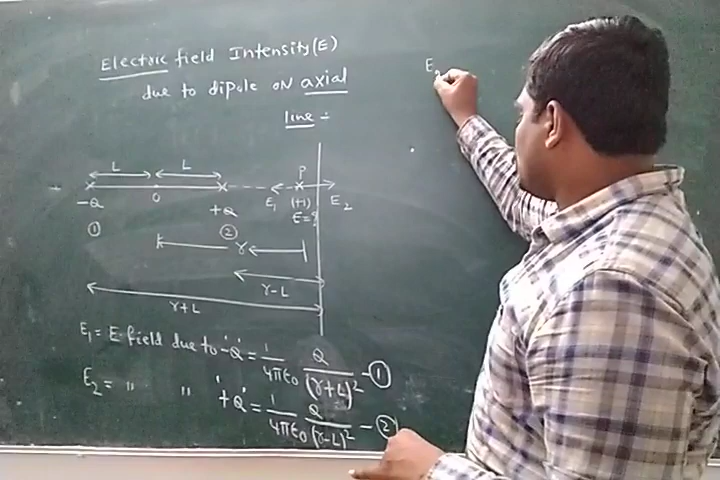 Electric field Intensity (E)
due to dipole on axial
line :-
E2
L L
P
-Q O +Q E1 (+1) E2
E=?
① ②
r
r-L
r+L
E1 = E-field due to '-Q' = 1/4πε0 Q/(r+L)² -①
E2 = " " '+Q' = 1/4πε0 Q/(r-L)² -②